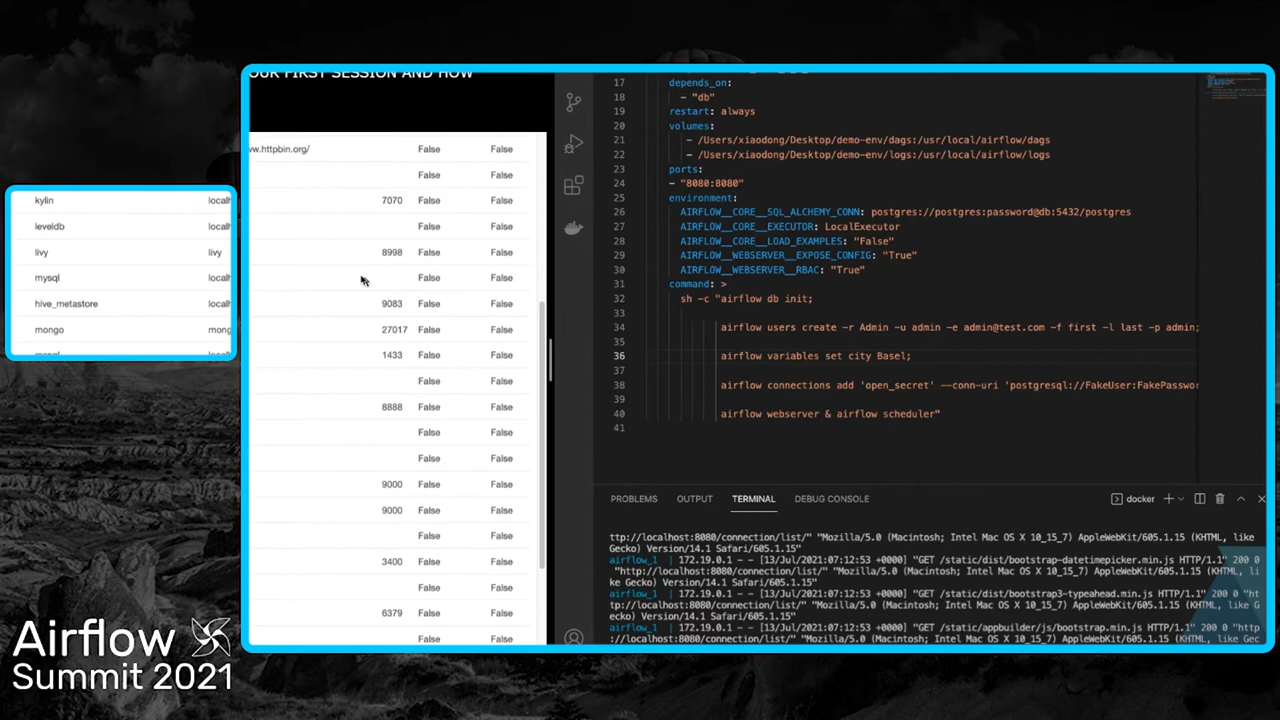 OUR FIRST SESSION AND HOW
kylin
leveldb
livy livy
mysql
hive_metastore
mongo
www.httpbin.org/ False False
False False
7070 False False
False False
8998 False False
False False
9083 False False
27017 False False
1433 False False
False False
8888 False False
False False
False False
9000 False False
9000 False False
False False
3400 False False
False False
6379 False False
False False
17 depends_on:
18 - "db"
19 restart: always
20 volumes:
21 - /Users/xiaodong/Desktop/demo-env/dags:/usr/local/airflow/dags
22 - /Users/xiaodong/Desktop/demo-env/logs:/usr/local/airflow/logs
23 ports:
24 - "8080:8080"
25 environment:
26 AIRFLOW__CORE__SQL_ALCHEMY_CONN: postgres://postgres:password@db:5432/postgres
27 AIRFLOW__CORE__EXECUTOR: LocalExecutor
28 AIRFLOW__CORE__LOAD_EXAMPLES: "False"
29 AIRFLOW__WEBSERVER__EXPOSE_CONFIG: "True"
30 AIRFLOW__WEBSERVER__RBAC: "True"
31 command: >
32 sh -c "airflow db init;
33
34 airflow users create -r Admin -u admin -e admin@test.com -f first -l last -p admin;
35
36 airflow variables set city Basel;
37
38 airflow connections add 'open_secret' --conn-uri 'postgresql://FakeUser:FakePasswor
39
40 airflow webserver & airflow scheduler"
41
PROBLEMS OUTPUT TERMINAL DEBUG CONSOLE docker
ttp://localhost:8080/connection/list/" "Mozilla/5.0 (Macintosh; Intel Mac OS X 10_15_7) AppleWebKit/605.1.15 (KHTML, like
Gecko) Version/14.1 Safari/605.1.15"
airflow_1 | 172.19.0.1 - - [13/Jul/2021:07:12:53 +0000] "GET /static/dist/bootstrap-datetimepicker.min.js HTTP/1.1" 200 0
"http://localhost:8080/connection/list/" "Mozilla/5.0 (Macintosh; Intel Mac OS X 10_15_7) AppleWebKit/605.1.15 (KHTML, li
ke Gecko) Version/14.1 Safari/605.1.15"
airflow_1 | 172.19.0.1 - - [13/Jul/2021:07:12:53 +0000] "GET /static/dist/bootstrap3-typeahead.min.js HTTP/1.1" 200 0 "ht
tp://localhost:8080/connection/list/" "Mozilla/5.0 (Macintosh; Intel Mac OS X 10_15_7) AppleWebKit/605.1.15 (KHTML, like G
ecko) Version/14.1 Safari/605.1.15"
airflow_1 | 172.19.0.1 - - [13/Jul/2021:07:12:53 +0000] "GET /static/appbuilder/js/bootstrap.min.js HTTP/1.1" 200 0 "http
://localhost:8080/connection/list/" "Mozilla/5.0 (Macintosh; Intel Mac OS X 10_15_7) AppleWebKit/605.1.15 (KHTML, like Gec
Airflow
Summit 2021